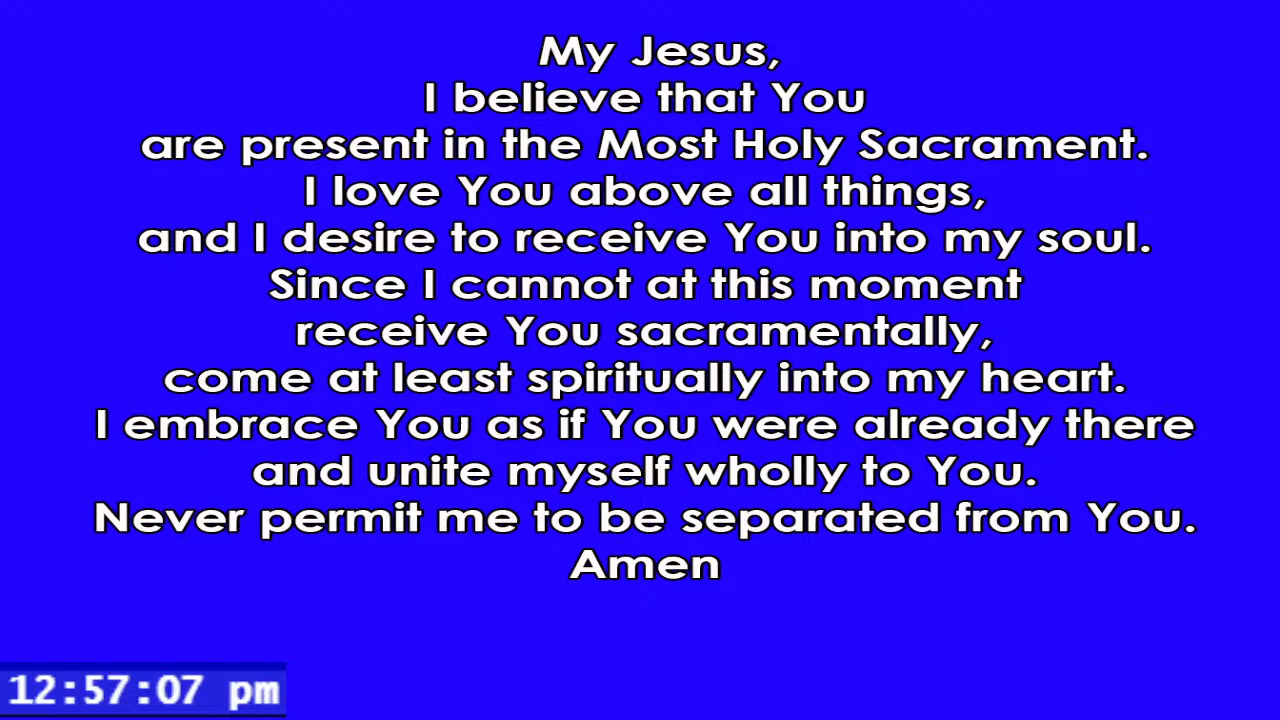 My Jesus,
I believe that You
are present in the Most Holy Sacrament.
I love You above all things,
and I desire to receive You into my soul.
Since I cannot at this moment
receive You sacramentally,
come at least spiritually into my heart.
I embrace You as if You were already there
and unite myself wholly to You.
Never permit me to be separated from You.
Amen
12:57:07 pm